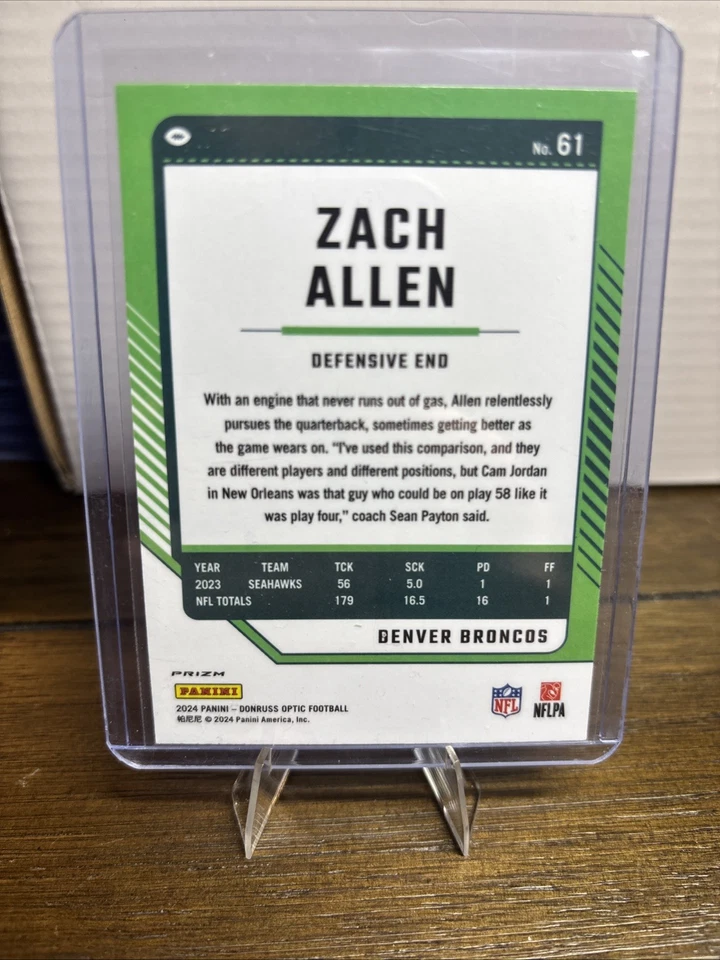 No. 61
ZACH
ALLEN
DEFENSIVE END
With an engine that never runs out of gas, Allen relentlessly
pursues the quarterback, sometimes getting better as
the game wears on. “I've used this comparison, and they
are different players and different positions, but Cam Jordan
in New Orleans was that guy who could be on play 58 like it
was play four,” coach Sean Payton said.
YEAR TEAM TCK SCK PD FF
2023 SEAHAWKS 56 5.0 1 1
NFL TOTALS 179 16.5 16 1
DENVER BRONCOS
PRIZM
PANINI
2024 PANINI – DONRUSS OPTIC FOOTBALL
帕尼尼 © 2024 Panini America, Inc.
NFL
NFLPA